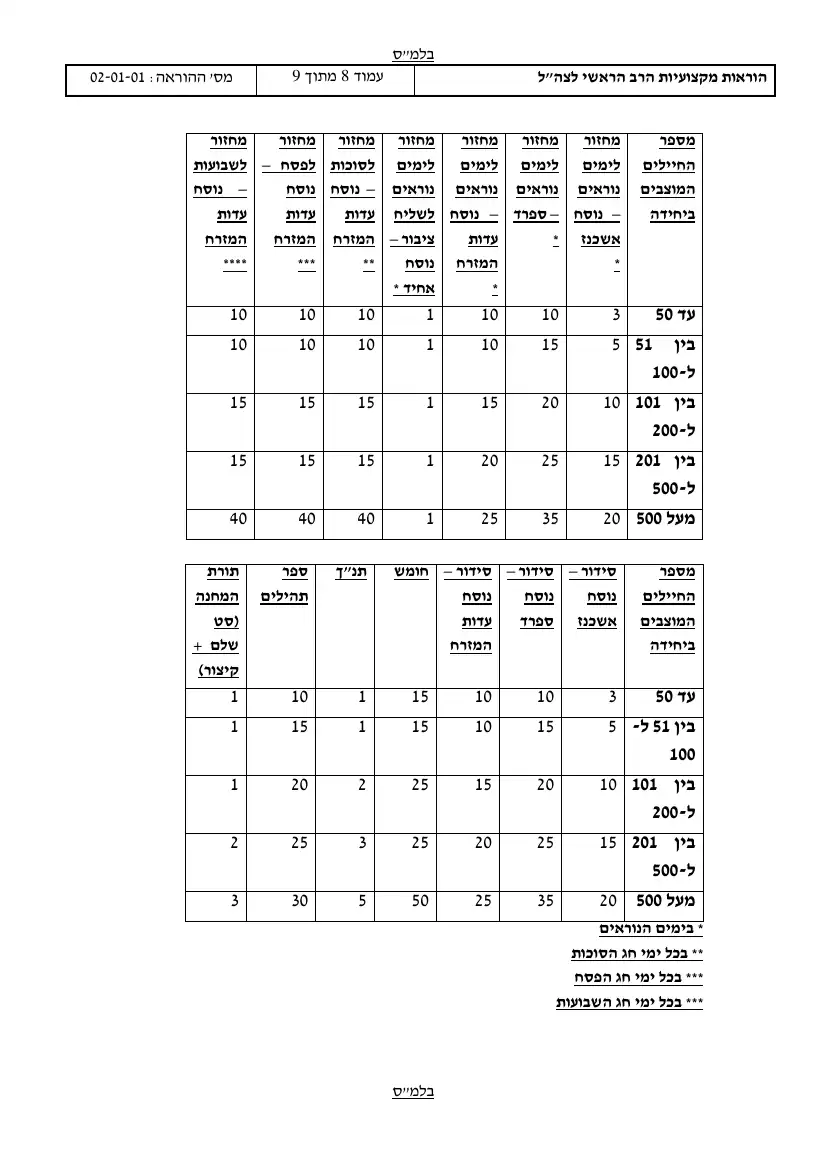 בלמ"ס
הוראות מקצועיות הרב הראשי לצה"ל עמוד 8 מתוך 9 מס' ההוראה : 02-01-01
מספר מחזור מחזור מחזור מחזור מחזור מחזור מחזור
החיילים לימים לימים לימים לימים לסוכות לפסח – לשבועות
המוצבים נוראים נוראים נוראים נוראים – נוסח נוסח – נוסח
ביחידה – נוסח – ספרד – נוסח לשליח עדות עדות עדות
אשכנז * עדות ציבור – המזרח המזרח המזרח
* המזרח נוסח ** *** ****
* אחיד *
עד 50 3 10 10 1 10 10 10
בין 51 5 15 10 1 10 10 10
ל-100
בין 101 10 20 15 1 15 15 15
ל-200
בין 201 15 25 20 1 15 15 15
ל-500
מעל 500 20 35 25 1 40 40 40
מספר סידור – סידור – סידור – חומש תנ"ך ספר תורת
החיילים נוסח נוסח נוסח תהילים המחנה
המוצבים אשכנז ספרד עדות (סט
ביחידה המזרח שלם +
קיצור)
עד 50 3 10 10 15 1 10 1
בין 51 ל- 5 15 10 15 1 15 1
100
בין 101 10 20 15 25 2 20 1
ל-200
בין 201 15 25 20 25 3 25 2
ל-500
מעל 500 20 35 25 50 5 30 3
* בימים הנוראים
** בכל ימי חג הסוכות
*** בכל ימי חג הפסח
*** בכל ימי חג השבועות
בלמ"ס